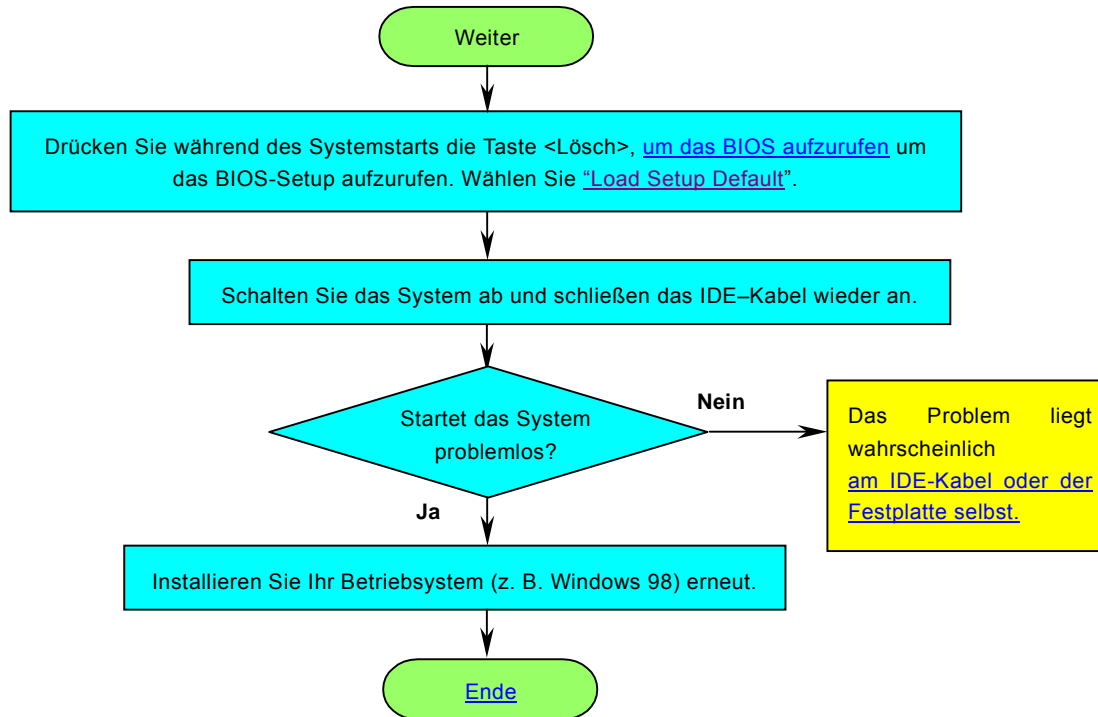 Weiter
Drücken Sie während des Systemstarts die Taste <Lösch>, um das BIOS aufzurufen um
das BIOS-Setup aufzurufen. Wählen Sie “Load Setup Default”.
Schalten Sie das System ab und schließen das IDE–Kabel wieder an.
Startet das System
problemlos?
Nein
Das Problem liegt
wahrscheinlich
am IDE-Kabel oder der
Festplatte selbst.
Ja
Installieren Sie Ihr Betriebsystem (z. B. Windows 98) erneut.
Ende